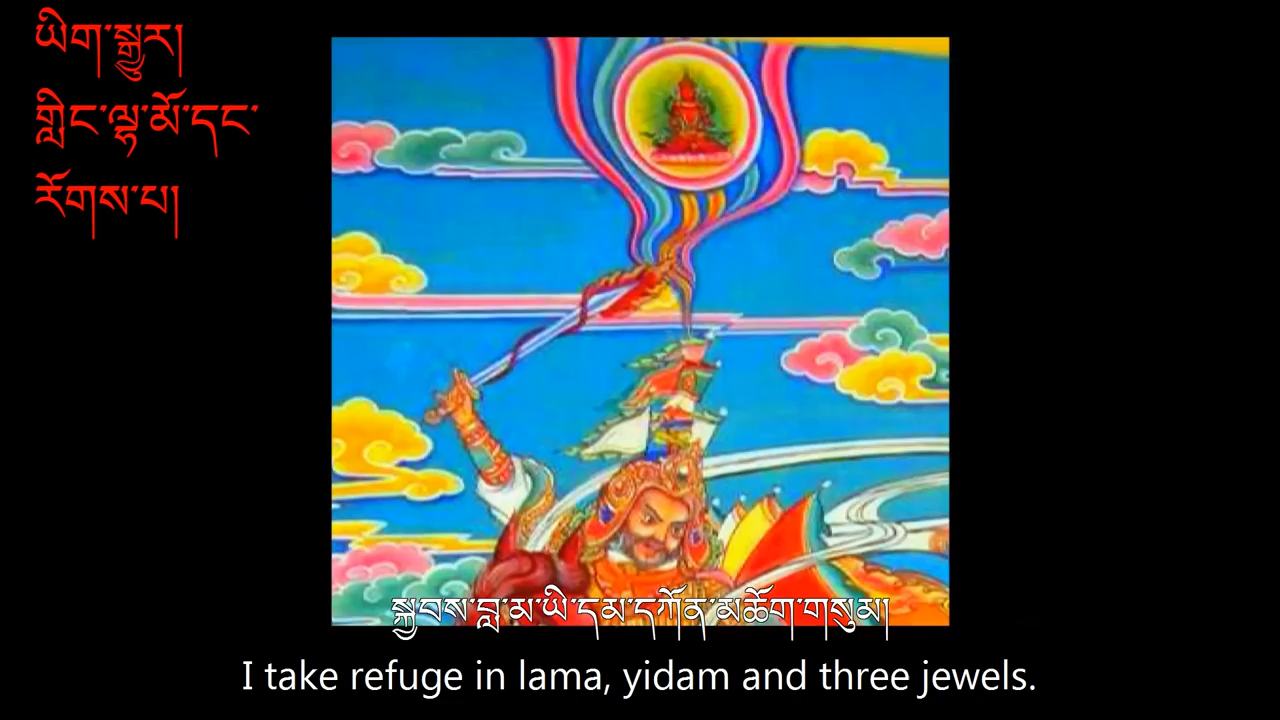 ཡིག་སྒྱུར།
གླིང་ལྷ་མོ་དང་
རོགས་པ།
སྐྱབས་བླ་མ་ཡི་དམ་དཀོན་མཆོག་གསུམ།
I take refuge in lama, yidam and three jewels.